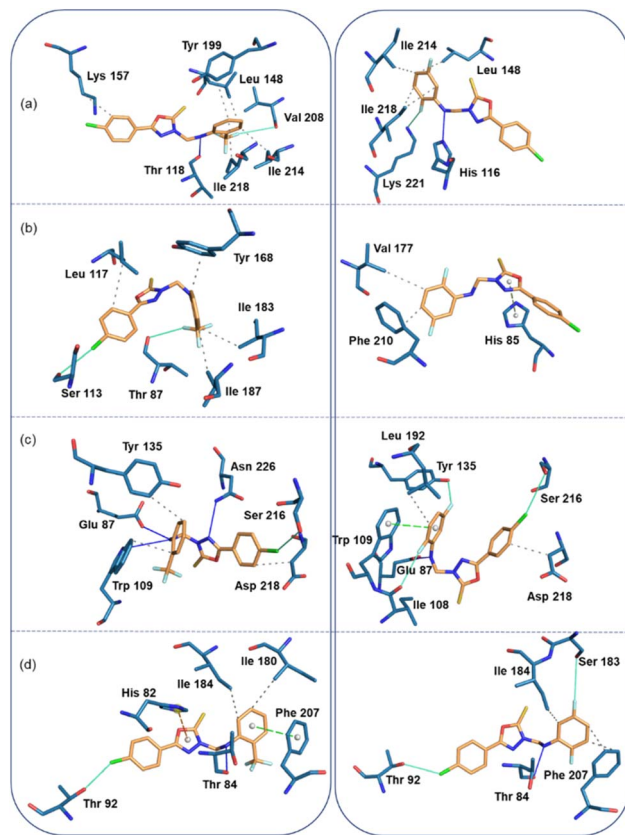 (a)
Lys 157
Tyr 199
Leu 148
Val 208
Thr 118
Ile 218
Ile 214
Ile 214
Leu 148
Ile 218
Lys 221
His 116
(b)
Leu 117
Tyr 168
Ile 183
Ser 113
Thr 87
Ile 187
Val 177
Phe 210
His 85
(c)
Tyr 135
Asn 226
Glu 87
Ser 216
Trp 109
Asp 218
Leu 192
Tyr 135
Ser 216
Trp 109
Glu 87
Ile 108
Asp 218
(d)
Ile 180
Ile 184
His 82
Phe 207
Thr 84
Thr 92
Ser 183
Ile 184
Thr 92
Thr 84
Phe 207